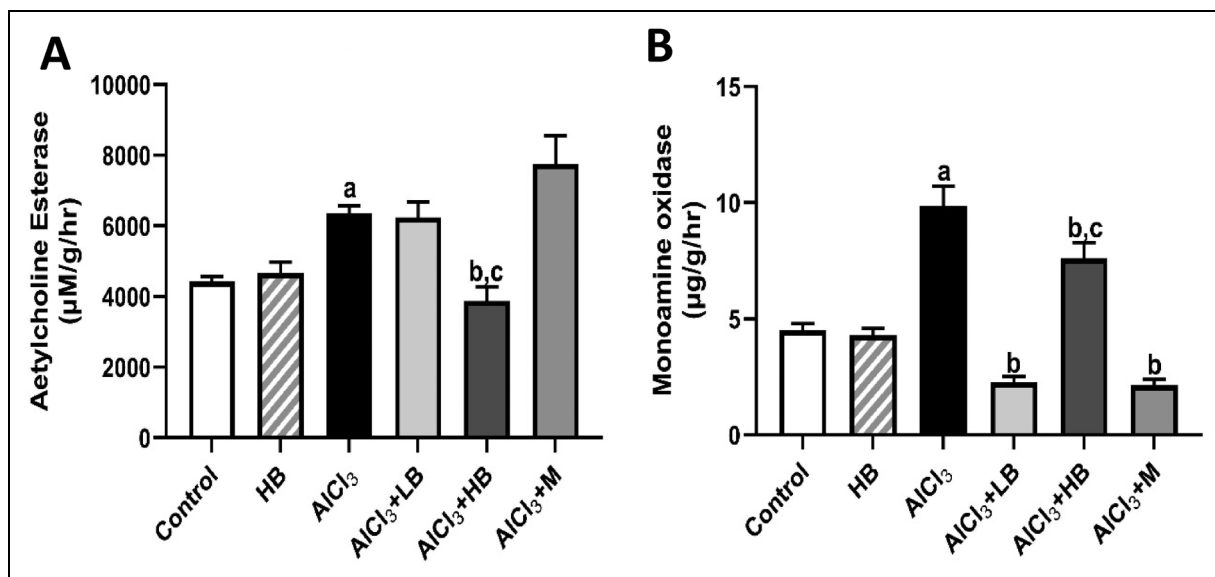 A
Aetylcholine Esterase
(µM/g/hr)
10000
8000
6000
4000
2000
0
a
b,c
Control
HB
AlCl₃
AlCl₃+LB
AlCl₃+HB
AlCl₃+M
B
Monoamine oxidase
(µg/g/hr)
15
10
5
0
a
b
b,c
b
Control
HB
AlCl₃
AlCl₃+LB
AlCl₃+HB
AlCl₃+M